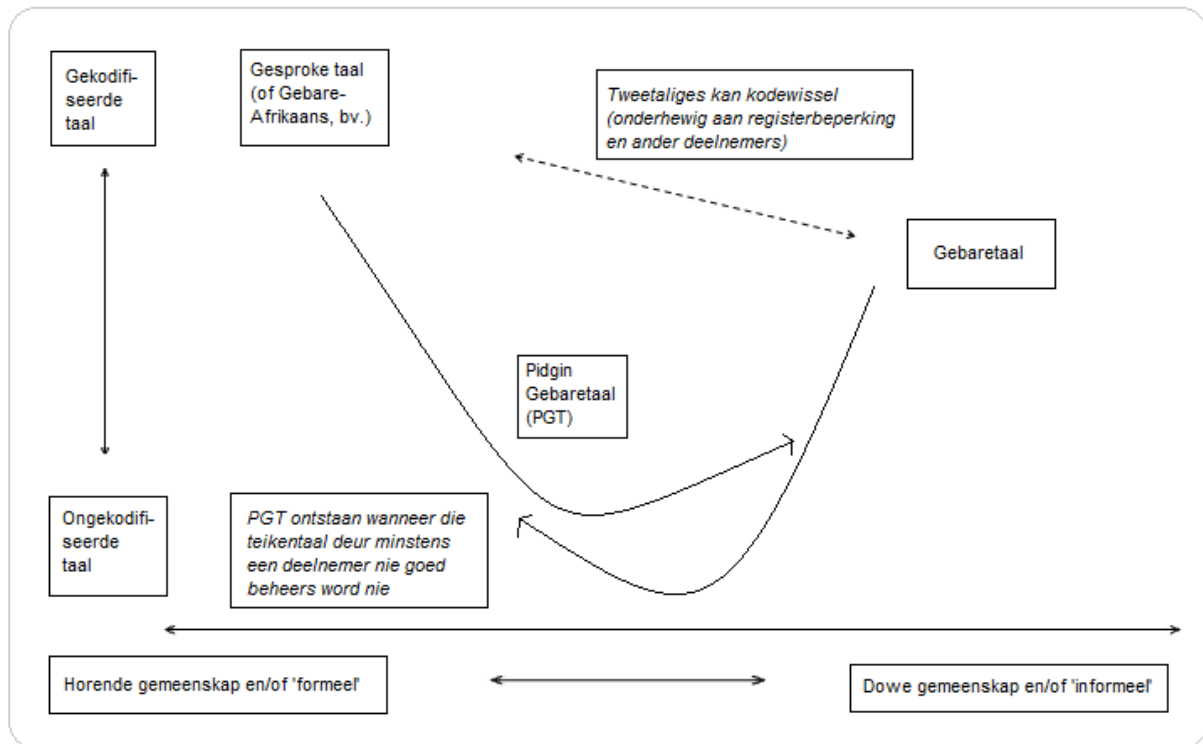 Gekodifi-
seerde
taal
Gesproke taal
(of Gebare-
Afrikaans, bv.)
Tweetaliges kan kodewissel
(onderhewig aan registerbeperking
en ander deelnemers)
Gebaretaal
Pidgin
Gebaretaal
(PGT)
Ongekodifi-
seerde
taal
PGT ontstaan wanneer die
teikentaal deur minstens
een deelnemer nie goed
beheers word nie
Horende gemeenskap en/of 'formeel'
Dowe gemeenskap en/of 'informeel'